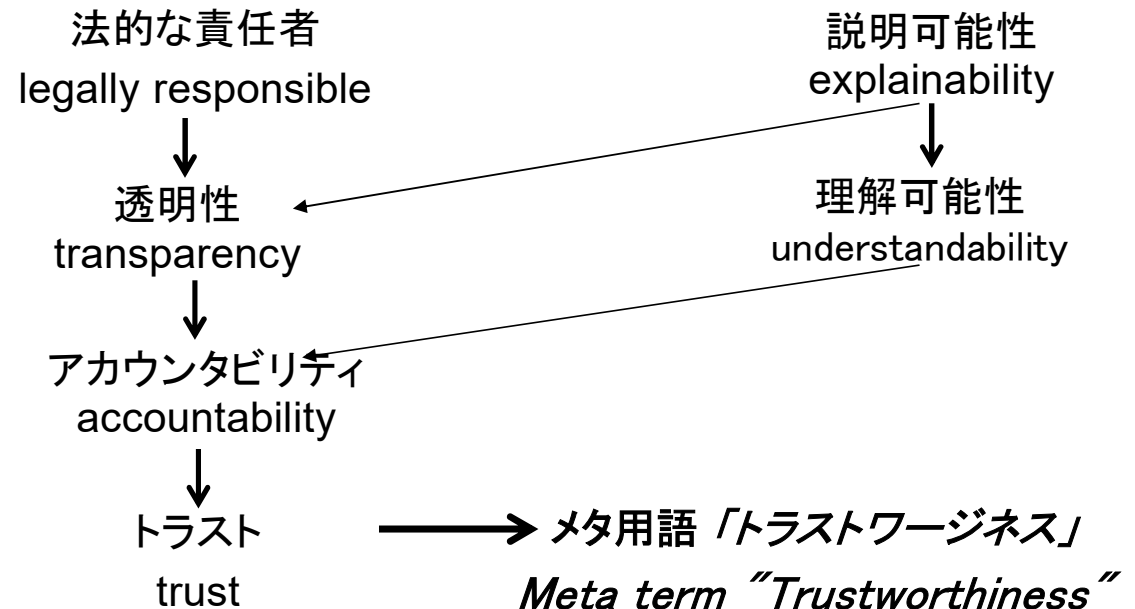 法的な責任者
legally responsible
透明性
transparency
アカウンタビリティ
accountability
トラスト
trust
説明可能性
explainability
理解可能性
understandability
メタ用語「トラストワージネス」
Meta term "Trustworthiness"